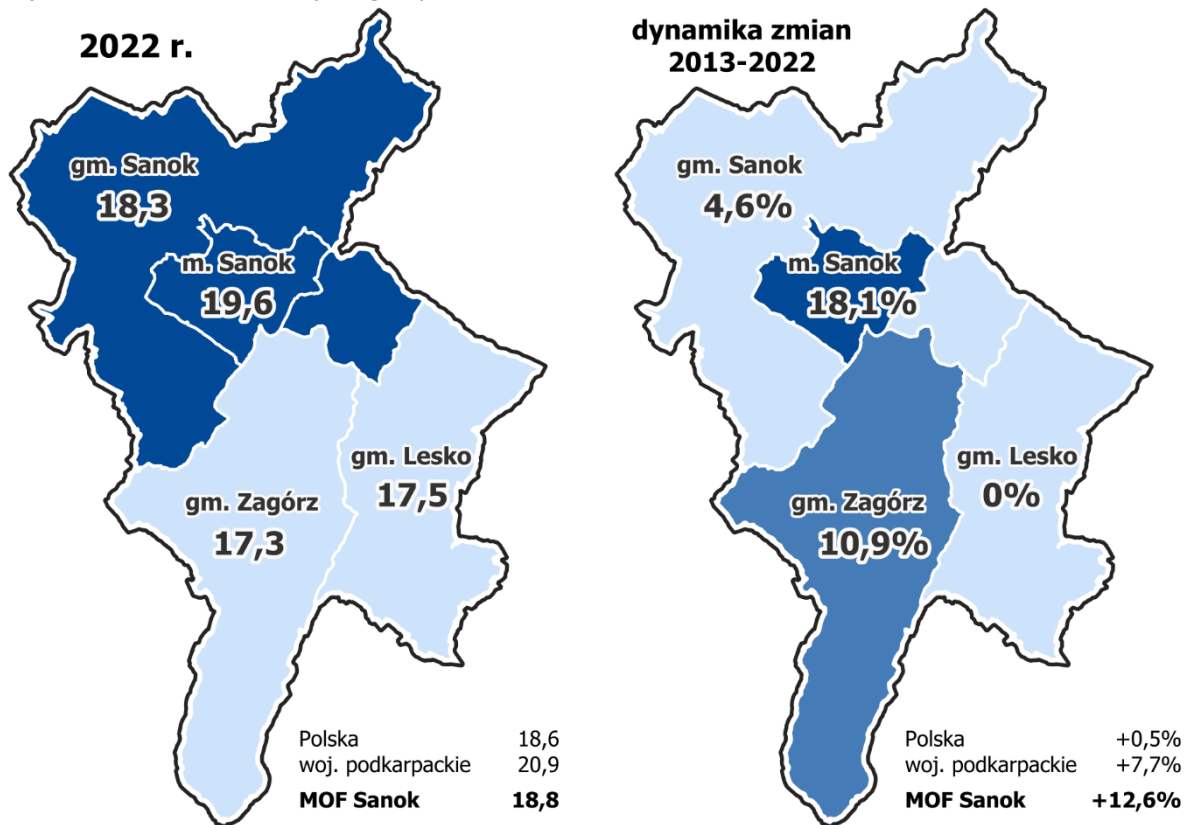 2022 r.
gm. Sanok
18,3
m. Sanok
19,6
gm. Lesko
17,5
gm. Zagórz
17,3
Polska 18,6
woj. podkarpackie 20,9
MOF Sanok 18,8
dynamika zmian
2013-2022
gm. Sanok
4,6%
m. Sanok
18,1%
gm. Lesko
0%
gm. Zagórz
10,9%
Polska +0,5%
woj. podkarpackie +7,7%
MOF Sanok +12,6%